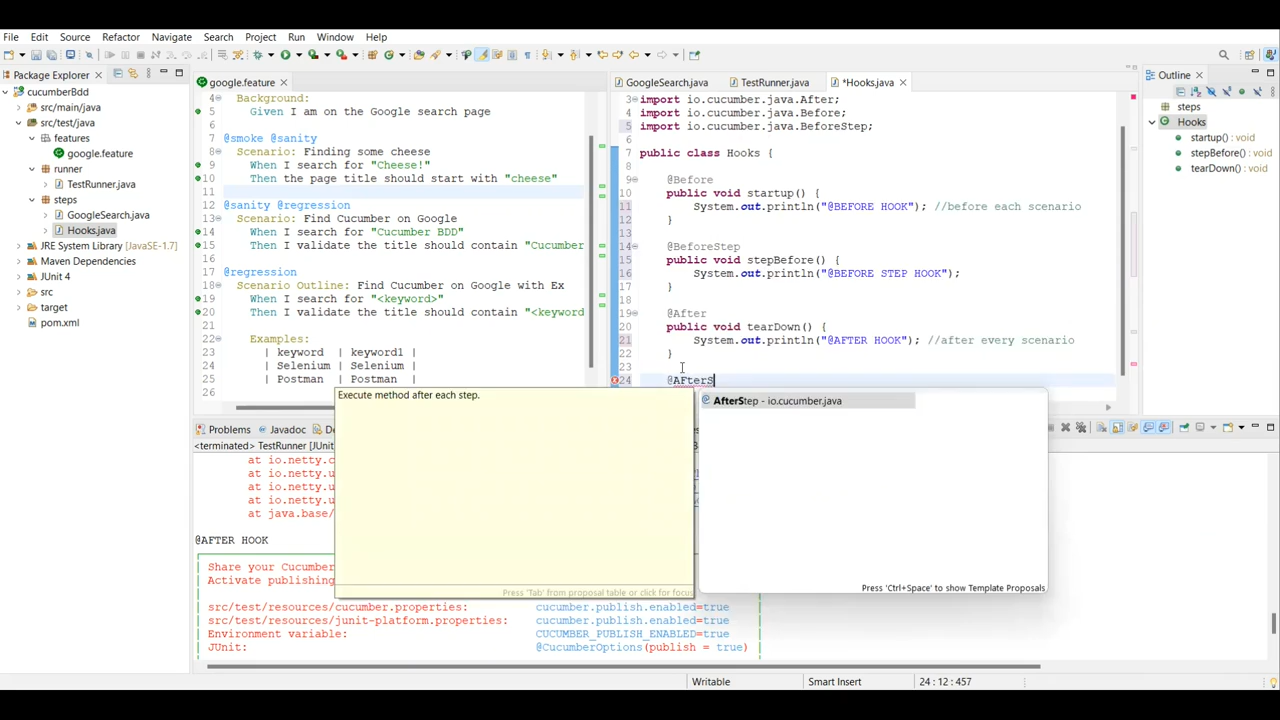 File Edit Source Refactor Navigate Search Project Run Window Help
Package Explorer
cucumberBdd
src/main/java
src/test/java
features
google.feature
runner
TestRunner.java
steps
GoogleSearch.java
Hooks.java
JRE System Library [JavaSE-1.7]
Maven Dependencies
JUnit 4
src
target
pom.xml
google.feature
4 Background:
5 Given I am on the Google search page
6
7 @smoke @sanity
8 Scenario: Finding some cheese
9 When I search for "Cheese!"
10 Then the page title should start with "cheese"
11
12 @sanity @regression
13 Scenario: Find Cucumber on Google
14 When I search for "Cucumber BDD"
15 Then I validate the title should contain "Cucumber
16
17 @regression
18 Scenario Outline: Find Cucumber on Google with Ex
19 When I search for "<keyword>"
20 Then I validate the title should contain "<keyword
21
22 Examples:
23 | keyword | keyword1 |
24 | Selenium | Selenium |
25 | Postman | Postman |
26
GoogleSearch.java TestRunner.java *Hooks.java
3 import io.cucumber.java.After;
4 import io.cucumber.java.Before;
5 import io.cucumber.java.BeforeStep;
6
7 public class Hooks {
8
9 @Before
10 public void startup() {
11 System.out.println("@BEFORE HOOK"); //before each scenario
12 }
13
14 @BeforeStep
15 public void stepBefore() {
16 System.out.println("@BEFORE STEP HOOK");
17 }
18
19 @After
20 public void tearDown() {
21 System.out.println("@AFTER HOOK"); //after every scenario
22 }
23
24 @AFterS
Outline
steps
Hooks
startup() : void
stepBefore() : void
tearDown() : void
Execute method after each step.
Press 'Tab' from proposal table or click for focus
AfterStep - io.cucumber.java
Press 'Ctrl+Space' to show Template Proposals
Problems Javadoc
<terminated> TestRunner [JUnit
at io.netty.c
at io.netty.u
at io.netty.u
at io.netty.u
at java.base/
@AFTER HOOK
Share your Cucumber
Activate publishing
src/test/resources/cucumber.properties: cucumber.publish.enabled=true
src/test/resources/junit-platform.properties: cucumber.publish.enabled=true
Environment variable: CUCUMBER_PUBLISH_ENABLED=true
JUnit: @CucumberOptions(publish = true)
Writable Smart Insert 24 : 12 : 457